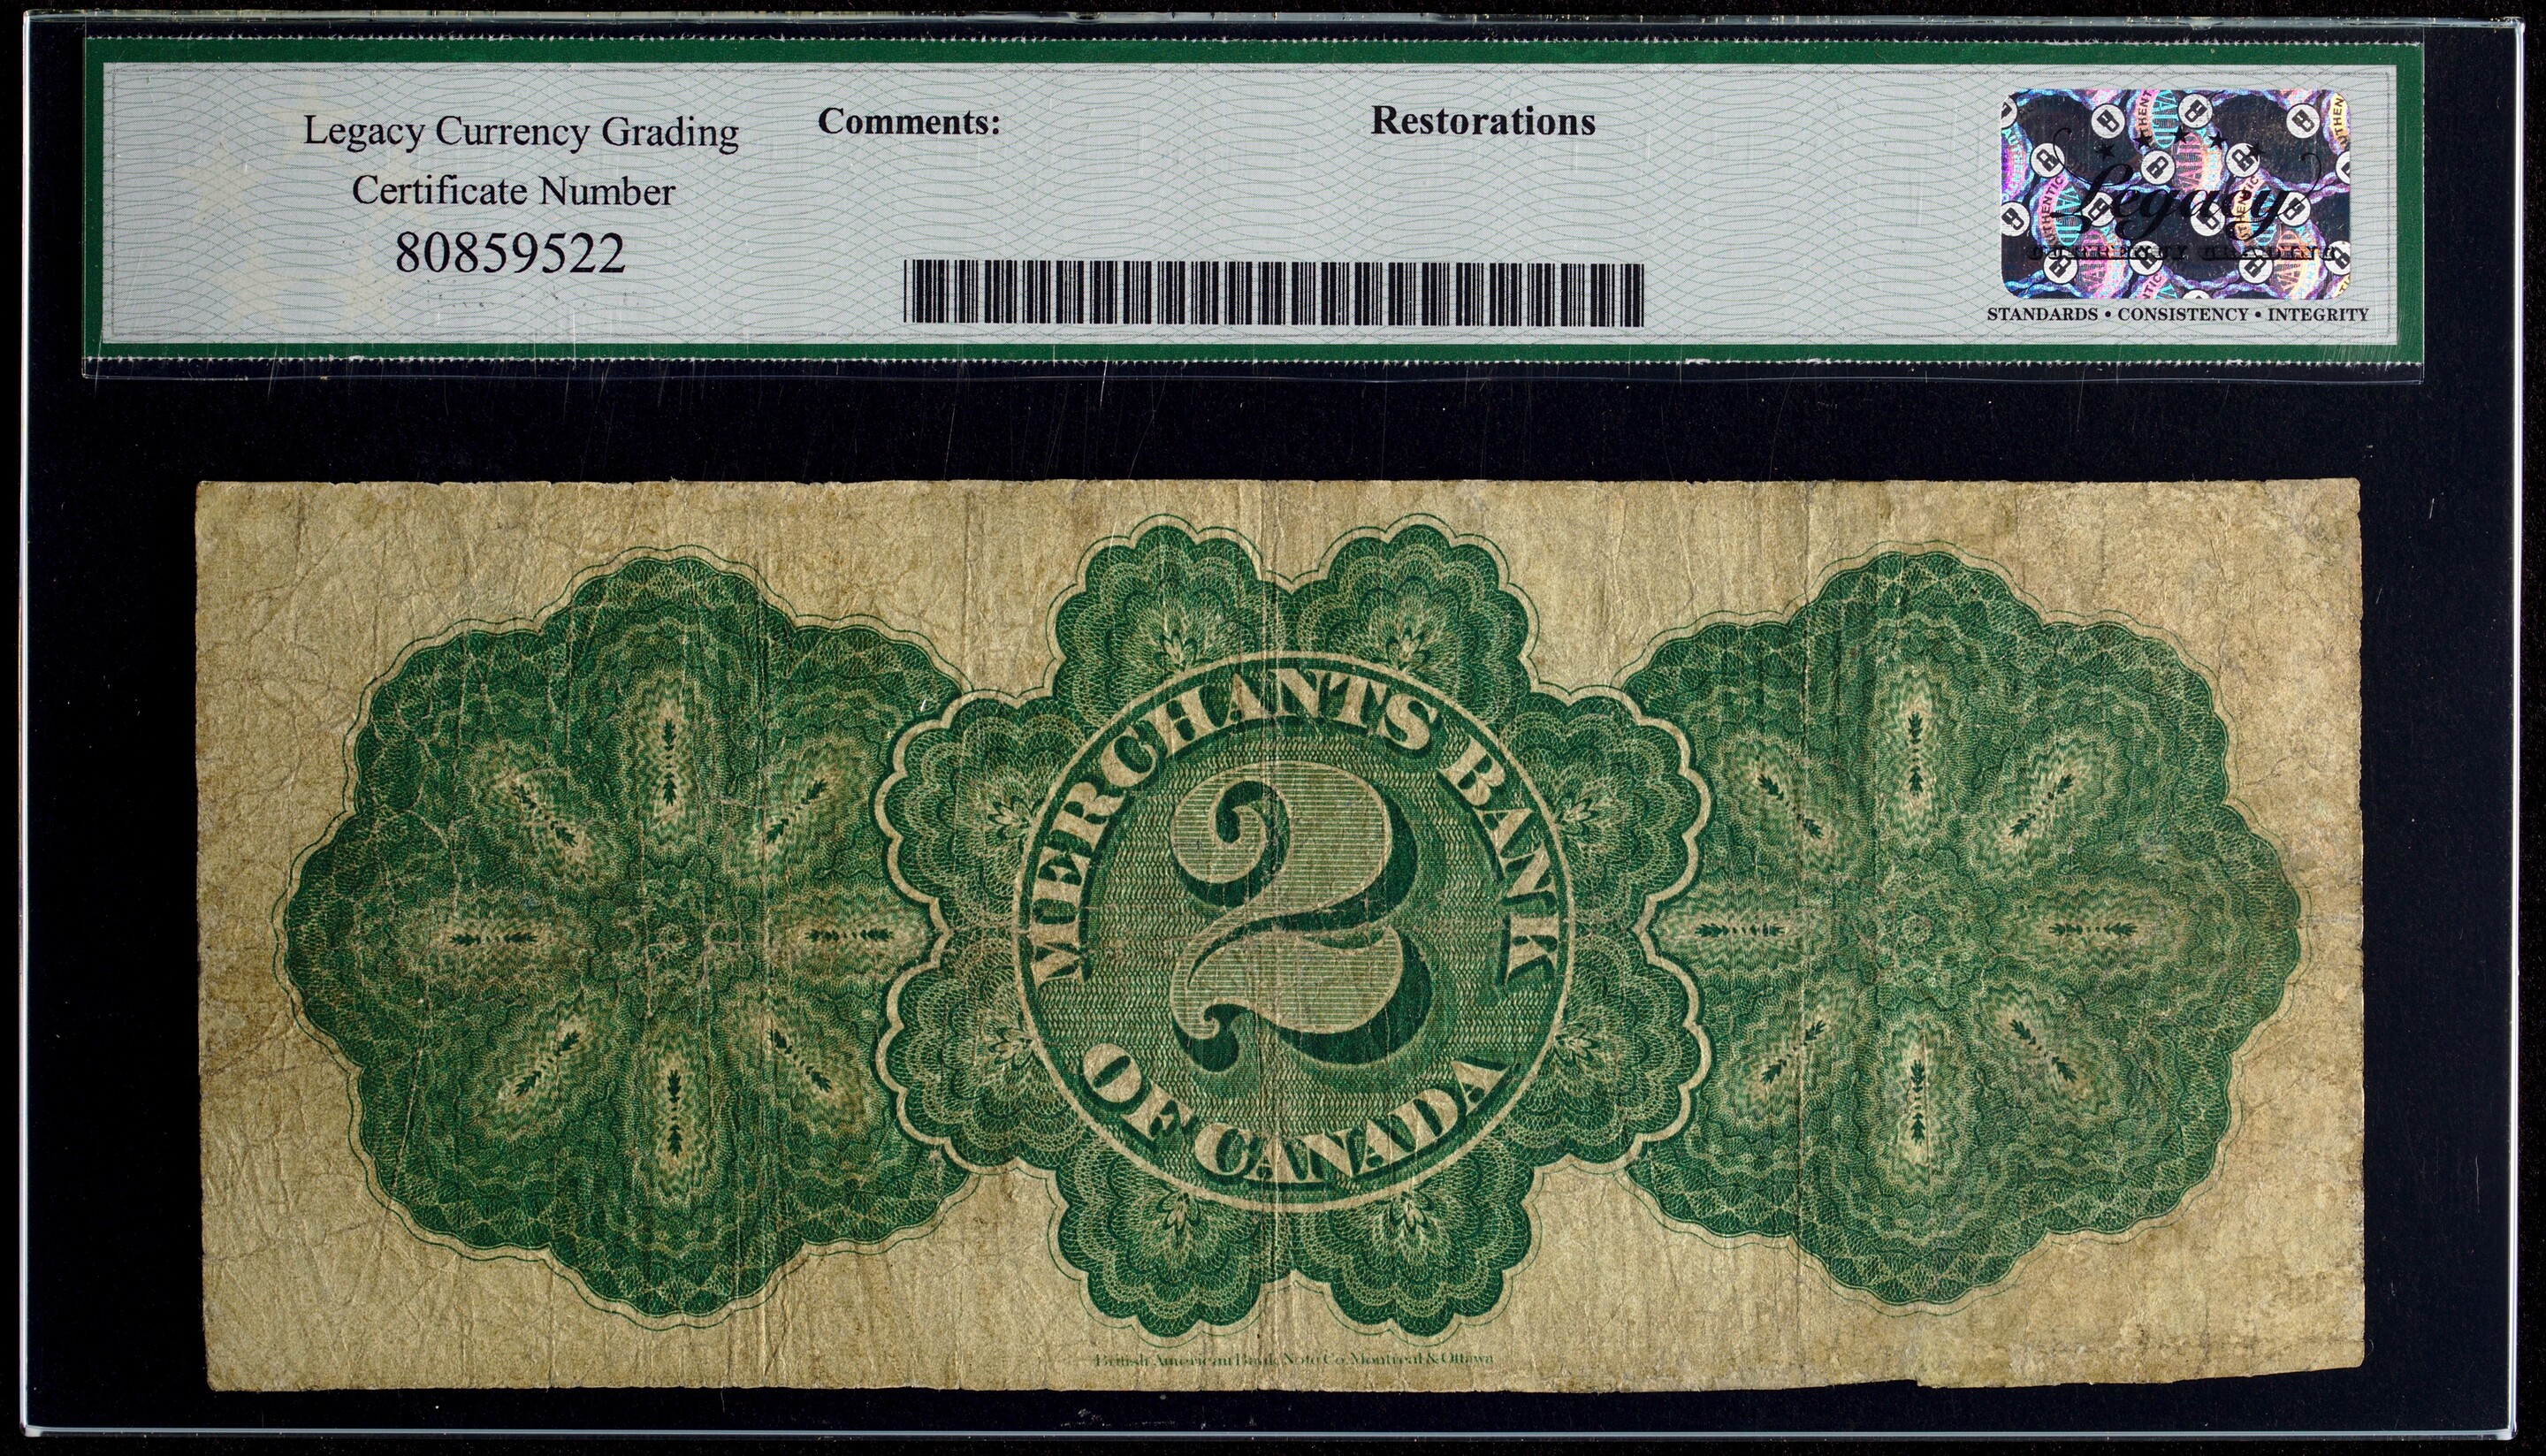 Legacy Currency Grading
Certificate Number
80859522
Comments:
Restorations
Legacy
STANDARDS • CONSISTENCY • INTEGRITY
MERCHANTS BANK
2
OF CANADA
British American Bank Note Co. Montreal & Ottawa